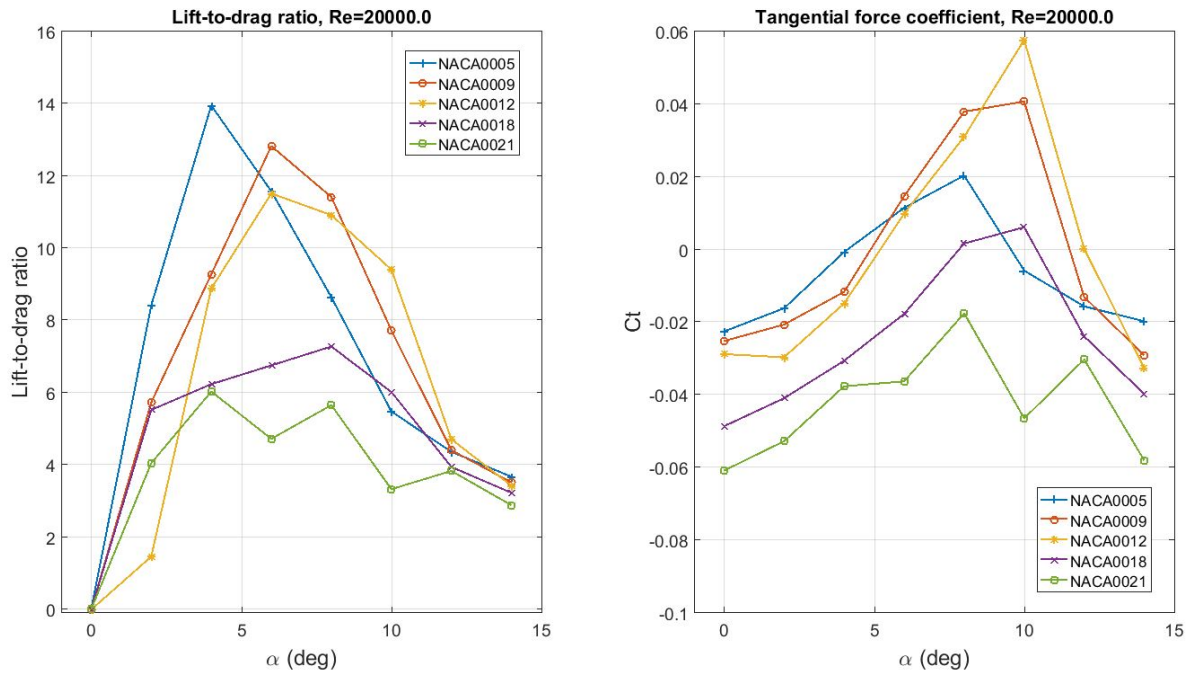 Lift-to-drag ratio, Re=20000.0
16
14
12
10
8
6
4
2
0
Lift-to-drag ratio
NACA0005
NACA0009
NACA0012
NACA0018
NACA0021
0
5
10
15
α (deg)
Tangential force coefficient, Re=20000.0
0.06
0.04
0.02
0
-0.02
-0.04
-0.06
-0.08
-0.1
Ct
NACA0005
NACA0009
NACA0012
NACA0018
NACA0021
0
5
10
15
α (deg)